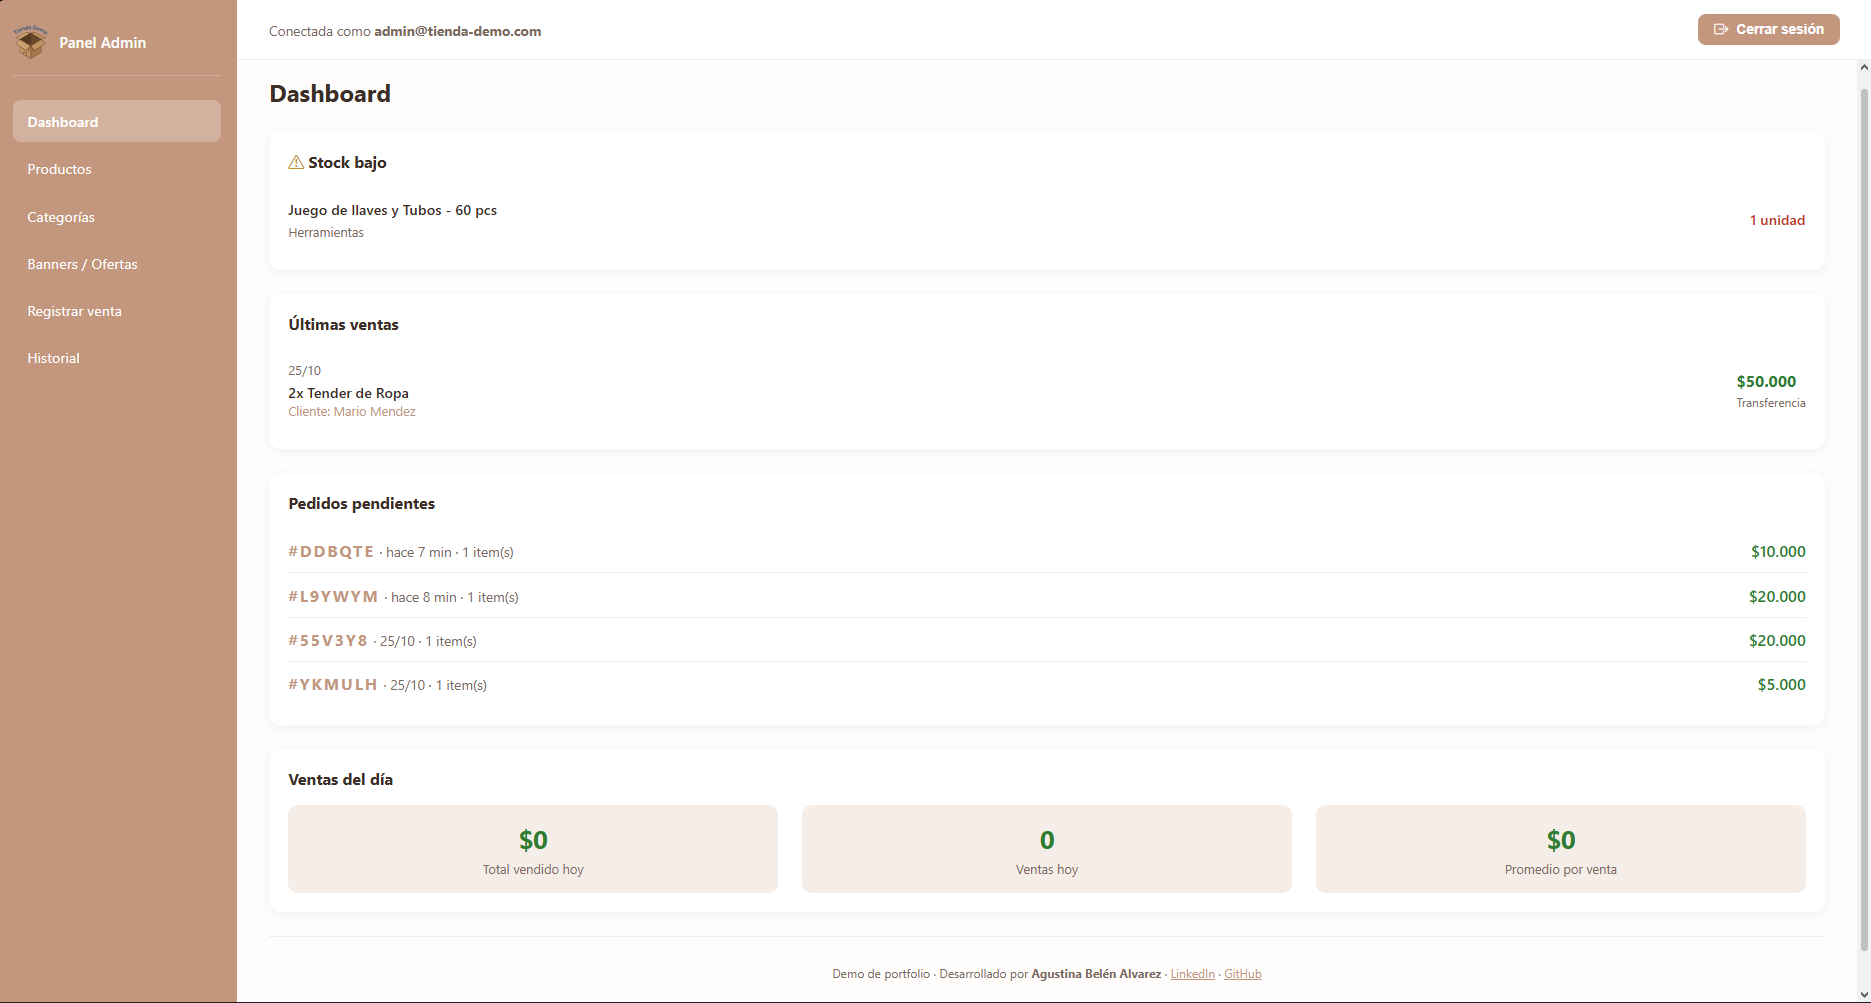 Tienda Demo
Panel Admin
Dashboard
Productos
Categorías
Banners / Ofertas
Registrar venta
Historial
Conectada como admin@tienda-demo.com
Cerrar sesión
Dashboard
Stock bajo
Juego de llaves y Tubos - 60 pcs
Herramientas
1 unidad
Últimas ventas
25/10
2x Tender de Ropa
Cliente: Mario Mendez
$50.000
Transferencia
Pedidos pendientes
#DDBQTE · hace 7 min · 1 item(s) $10.000
#L9YWYM · hace 8 min · 1 item(s) $20.000
#55V3Y8 · 25/10 · 1 item(s) $20.000
#YKMULH · 25/10 · 1 item(s) $5.000
Ventas del día
$0
Total vendido hoy
0
Ventas hoy
$0
Promedio por venta
Demo de portfolio · Desarrollado por Agustina Belén Alvarez · LinkedIn · GitHub